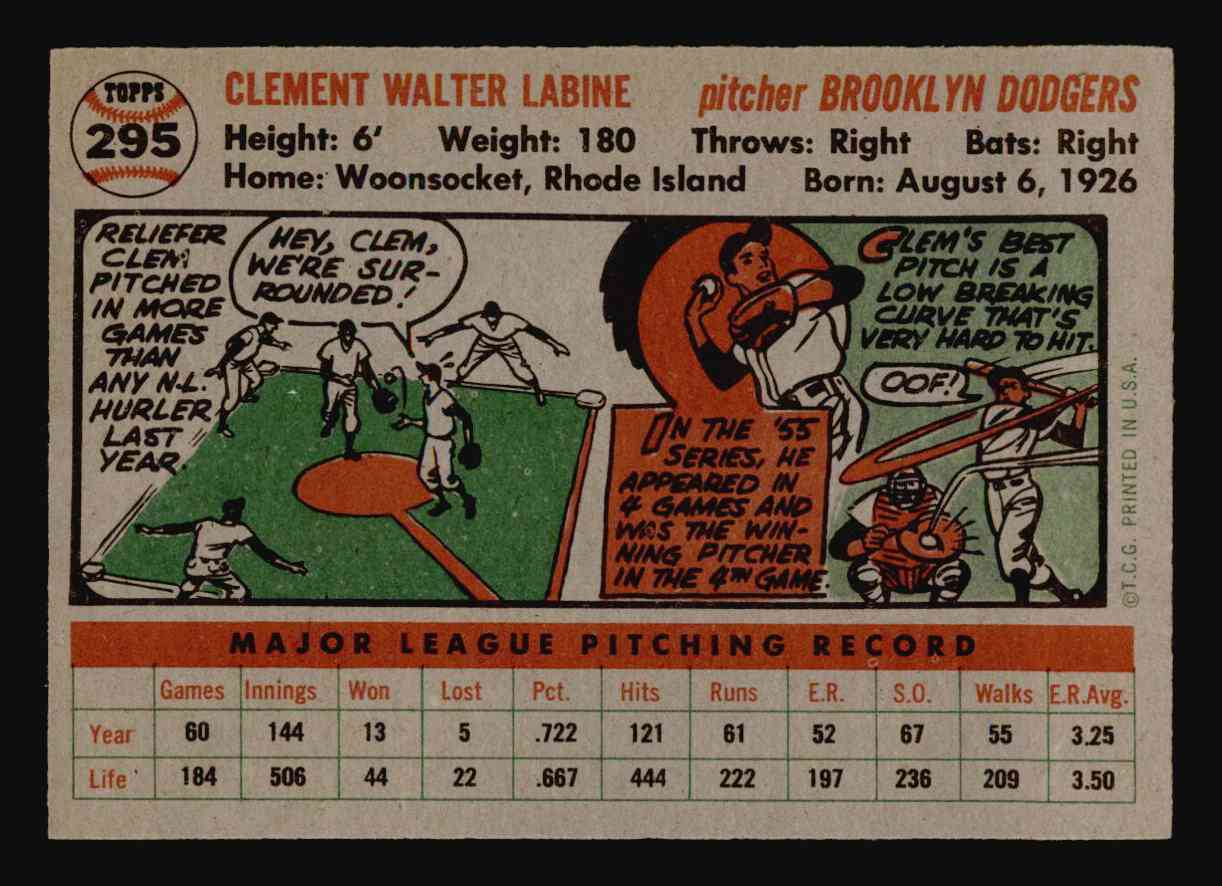 TOPPS
295
CLEMENT WALTER LABINE pitcher BROOKLYN DODGERS
Height: 6' Weight: 180 Throws: Right Bats: Right
Home: Woonsocket, Rhode Island Born: August 6, 1926
RELIEFER
CLEM
PITCHED
IN MORE
GAMES
THAN
ANY N.L.
HURLER
LAST
YEAR.
HEY, CLEM,
WE'RE SUR-
ROUNDED!
IN THE '55
SERIES, HE
APPEARED IN
4 GAMES AND
WAS THE WIN-
NING PITCHER
IN THE 4TH GAME.
CLEM'S BEST
PITCH IS A
LOW BREAKING
CURVE THAT'S
VERY HARD TO HIT.
OOF!
©T.C.G. PRINTED IN U.S.A.
MAJOR LEAGUE PITCHING RECORD
Games Innings Won Lost Pct. Hits Runs E.R. S.O. Walks E.R.Avg.
Year 60 144 13 5 .722 121 61 52 67 55 3.25
Life 184 506 44 22 .667 444 222 197 236 209 3.50